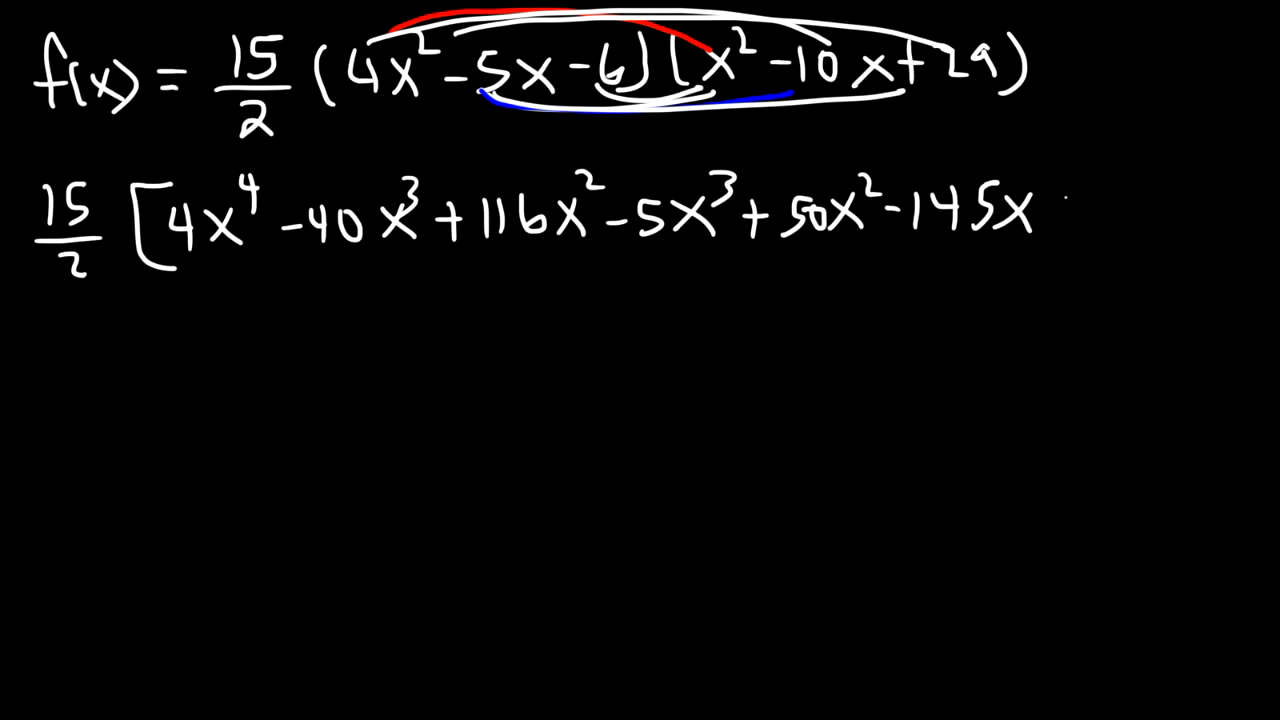 f(x) = 15/2 (4x² - 5x - 6) (x² - 10x + 29)
15/2 [4x⁴ - 40x³ + 116x² - 5x³ + 50x² - 145x